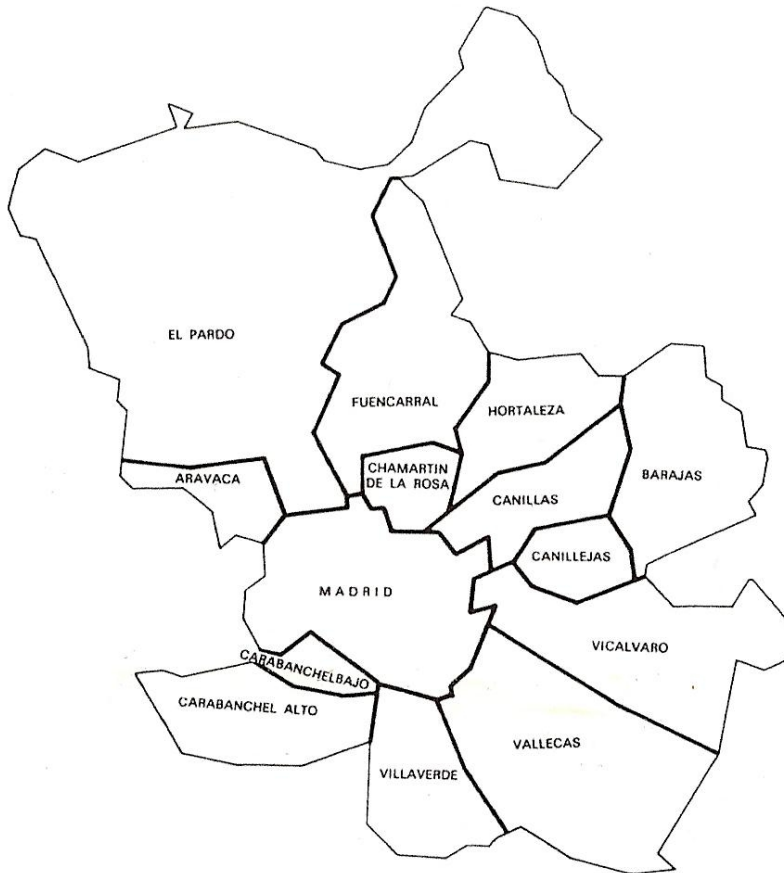 EL PARDO
FUENCARRAL
HORTALEZA
ARAVACA
CHAMARTIN
DE LA ROSA
BARAJAS
CANILLAS
CANILLEJAS
MADRID
VICALVARO
CARABANCHELBAJO
CARABANCHEL ALTO
VALLECAS
VILLAVERDE